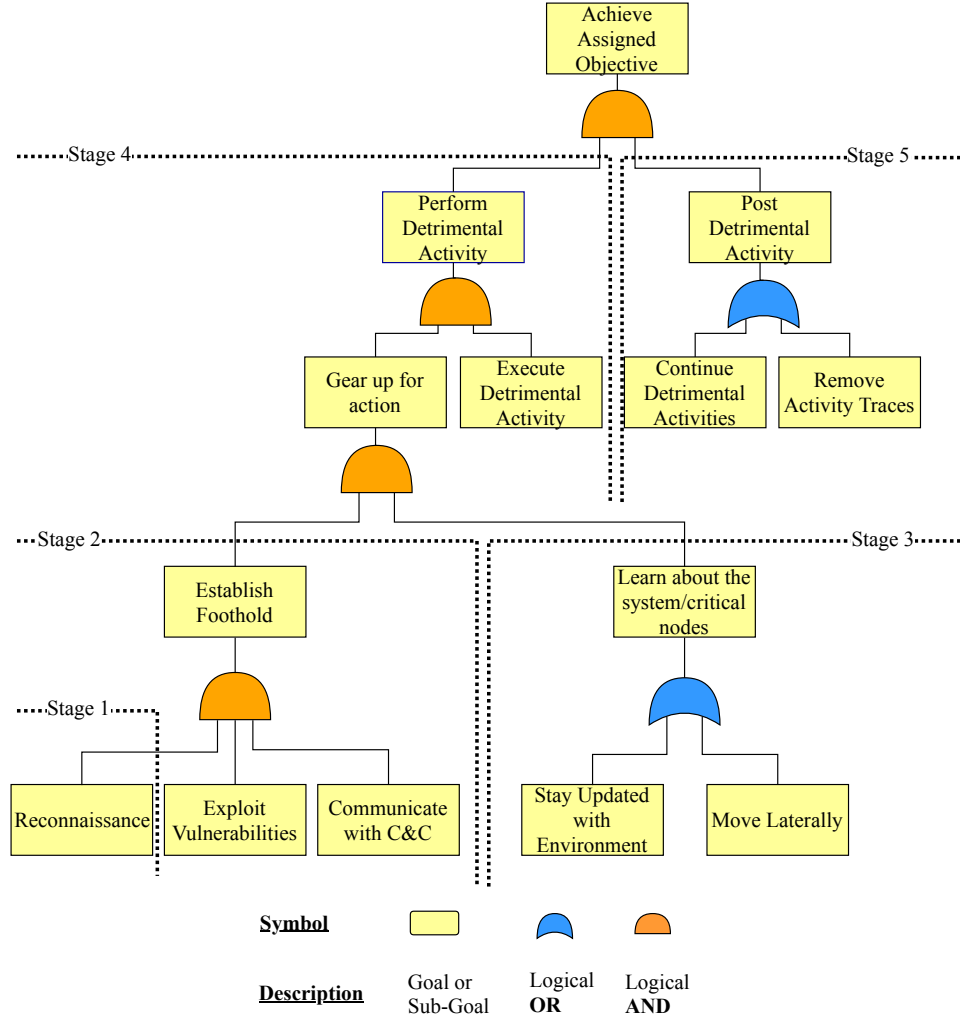 Achieve
Assigned
Objective
Stage 4
Stage 5
Perform
Detrimental
Activity
Post
Detrimental
Activity
Gear up for
action
Execute
Detrimental
Activity
Continue
Detrimental
Activities
Remove
Activity Traces
Stage 2
Stage 3
Establish
Foothold
Learn about the
system/critical
nodes
Stage 1
Reconnaissance
Exploit
Vulnerabilities
Communicate
with C&C
Stay Updated
with
Environment
Move Laterally
Symbol
Description
Goal or
Sub-Goal
Logical
OR
Logical
AND